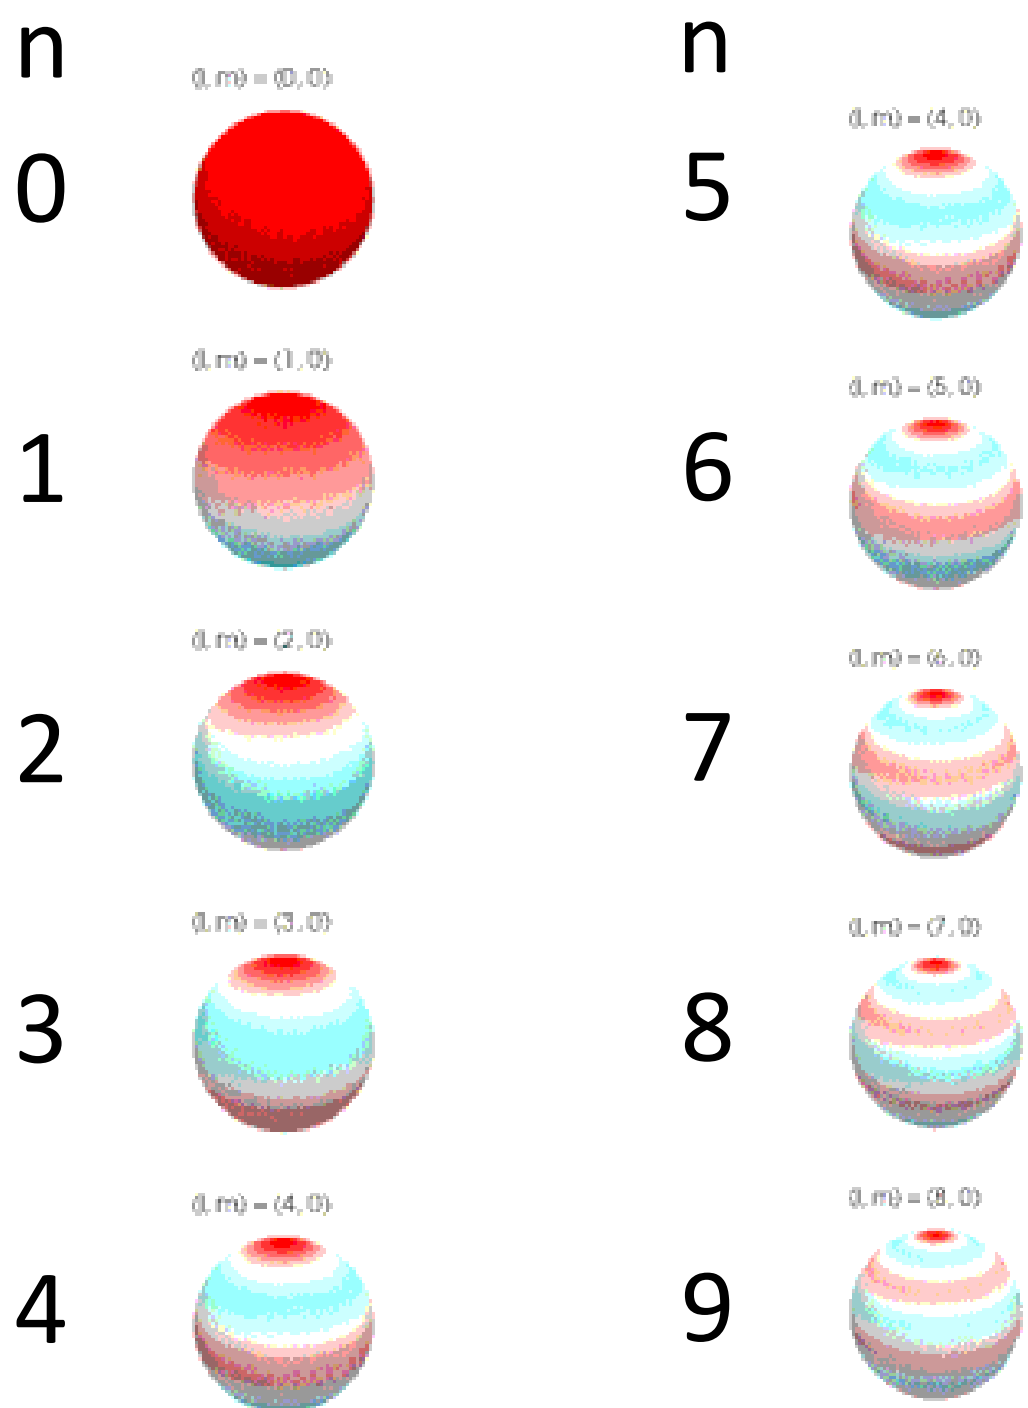 n
(l, m) = (0, 0)
0
(l, m) = (1, 0)
1
(l, m) = (2, 0)
2
(l, m) = (3, 0)
3
(l, m) = (4, 0)
4
n
(l, m) = (4, 0)
5
(l, m) = (5, 0)
6
(l, m) = (6, 0)
7
(l, m) = (7, 0)
8
(l, m) = (8, 0)
9